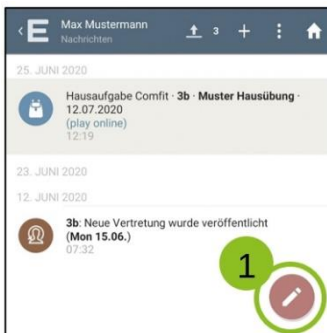 E Max Mustermann
Nachrichten
3
25. JUNI 2020
Hausaufgabe Comfit · 3b · Muster Hausübung ·
12.07.2020
(play online)
12:19
23. JUNI 2020
12. JUNI 2020
3b: Neue Vertretung wurde veröffentlicht
(Mon 15.06.)
07:32
1